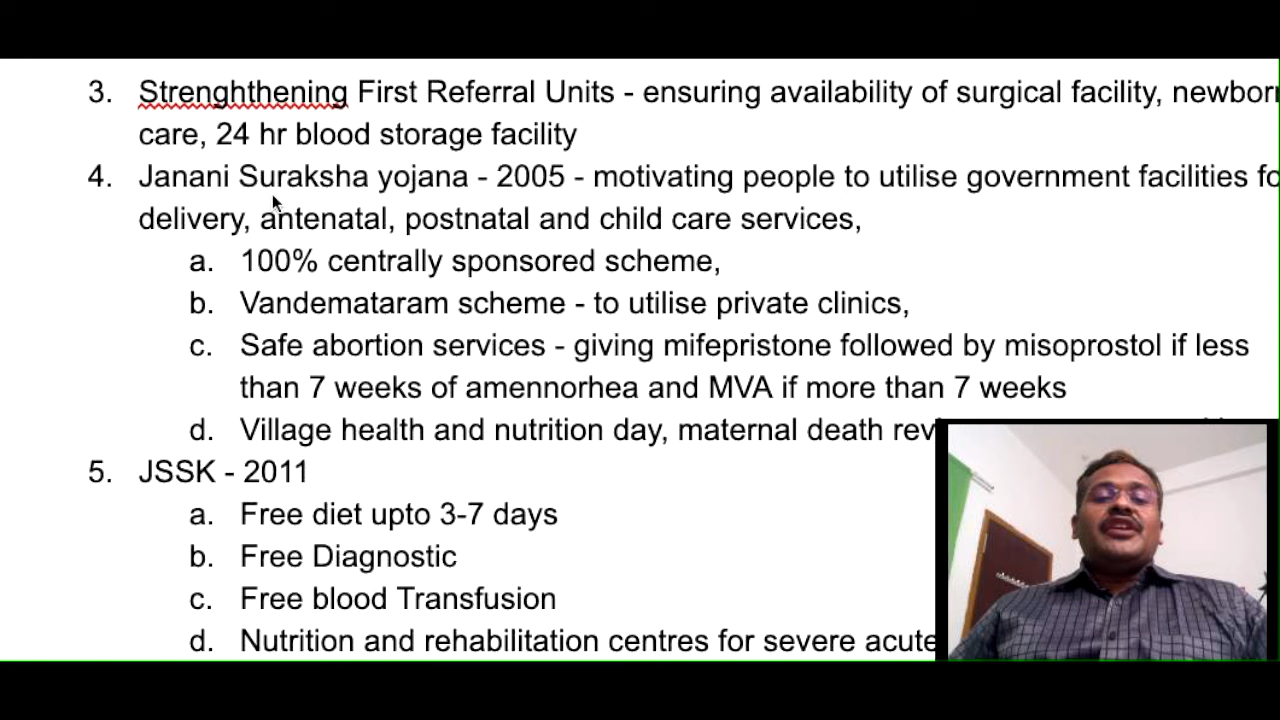 3. Strenghthening First Referral Units - ensuring availability of surgical facility, newborn
care, 24 hr blood storage facility
4. Janani Suraksha yojana - 2005 - motivating people to utilise government facilities fo
delivery, antenatal, postnatal and child care services,
a. 100% centrally sponsored scheme,
b. Vandemataram scheme - to utilise private clinics,
c. Safe abortion services - giving mifepristone followed by misoprostol if less
than 7 weeks of amennorhea and MVA if more than 7 weeks
d. Village health and nutrition day, maternal death rev
5. JSSK - 2011
a. Free diet upto 3-7 days
b. Free Diagnostic
c. Free blood Transfusion
d. Nutrition and rehabilitation centres for severe acute